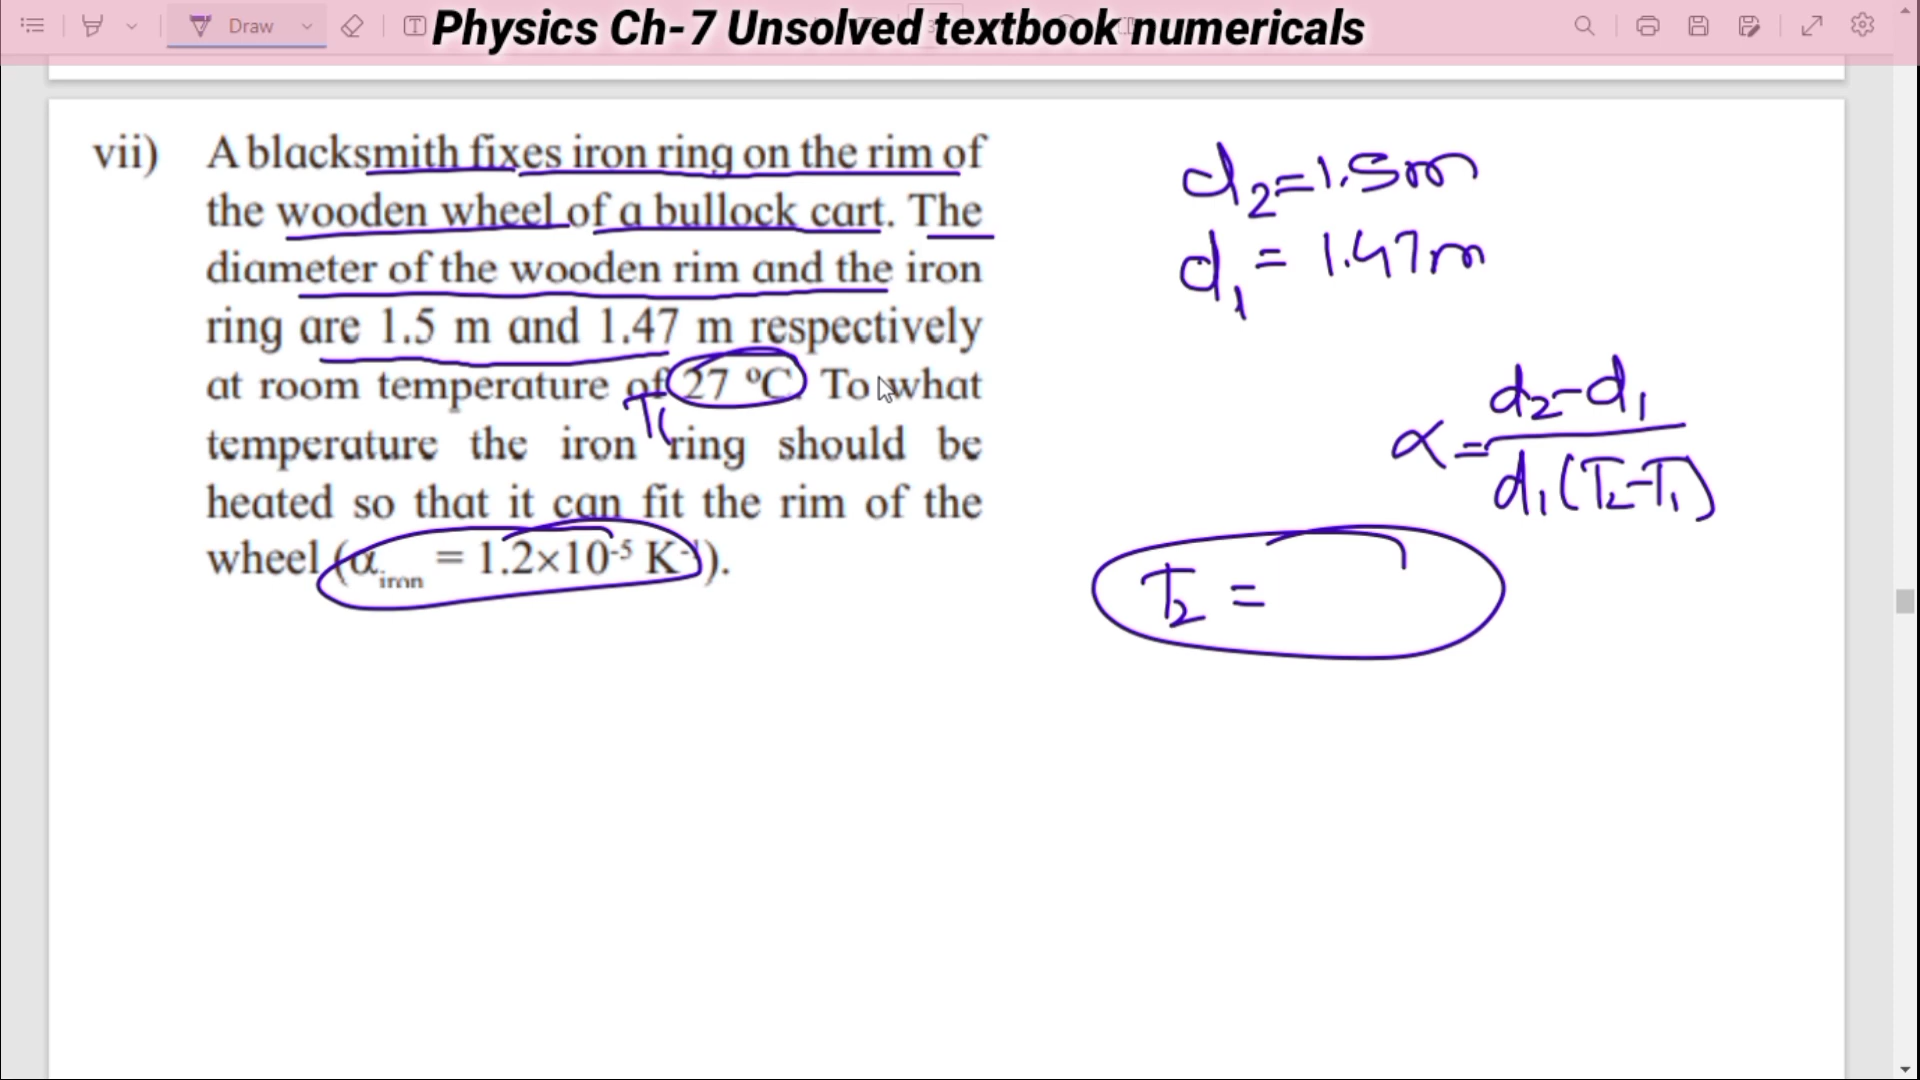 Draw
Physics Ch-7 Unsolved textbook numericals
vii) A blacksmith fixes iron ring on the rim of
the wooden wheel of a bullock cart. The
diameter of the wooden rim and the iron
ring are 1.5 m and 1.47 m respectively
at room temperature of 27 °C. To what
T1
temperature the iron ring should be
heated so that it can fit the rim of the
wheel (α iron = 1.2×10⁻⁵ K⁻¹).
d₂ = 1.5m
d₁ = 1.47m
α = d₂-d₁
d₁(T₂-T₁)
T₂ =